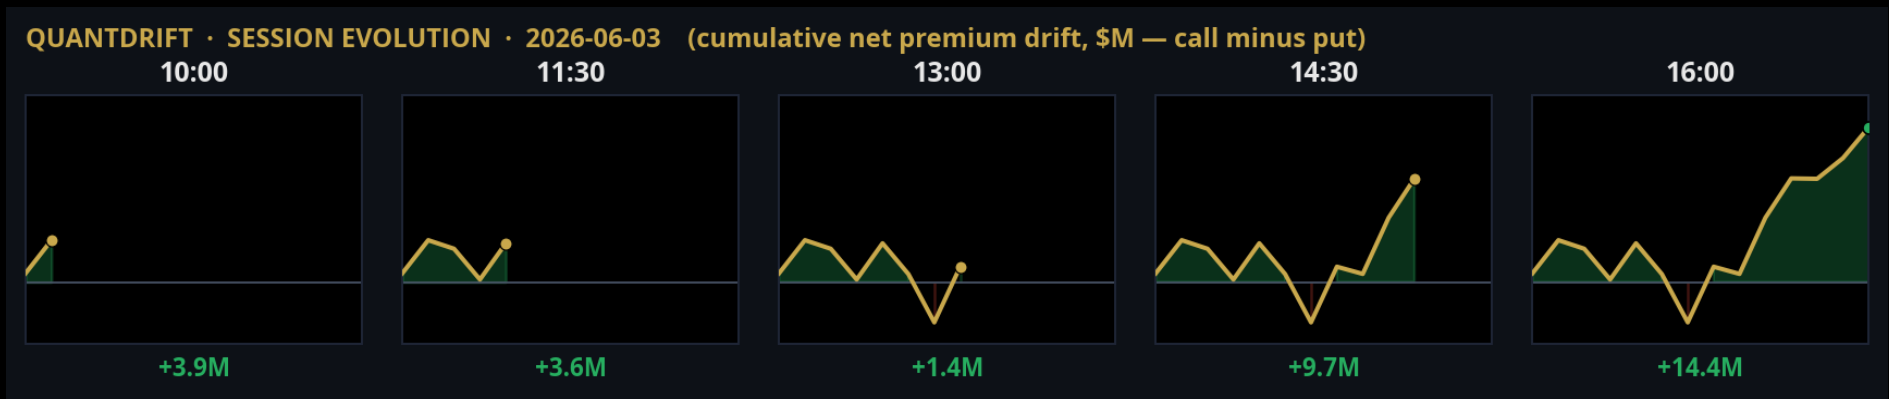 QUANTDRIFT · SESSION EVOLUTION · 2026-06-03 (cumulative net premium drift, $M — call minus put)
10:00 11:30 13:00 14:30 16:00
+3.9M +3.6M +1.4M +9.7M +14.4M